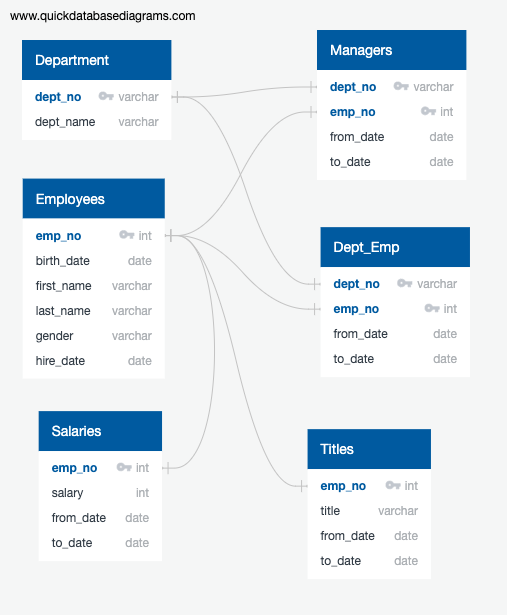 www.quickdatabasediagrams.com
Department
dept_no varchar
dept_name varchar
Managers
dept_no varchar
emp_no int
from_date date
to_date date
Employees
emp_no int
birth_date date
first_name varchar
last_name varchar
gender varchar
hire_date date
Dept_Emp
dept_no varchar
emp_no int
from_date date
to_date date
Salaries
emp_no int
salary int
from_date date
to_date date
Titles
emp_no int
title varchar
from_date date
to_date date